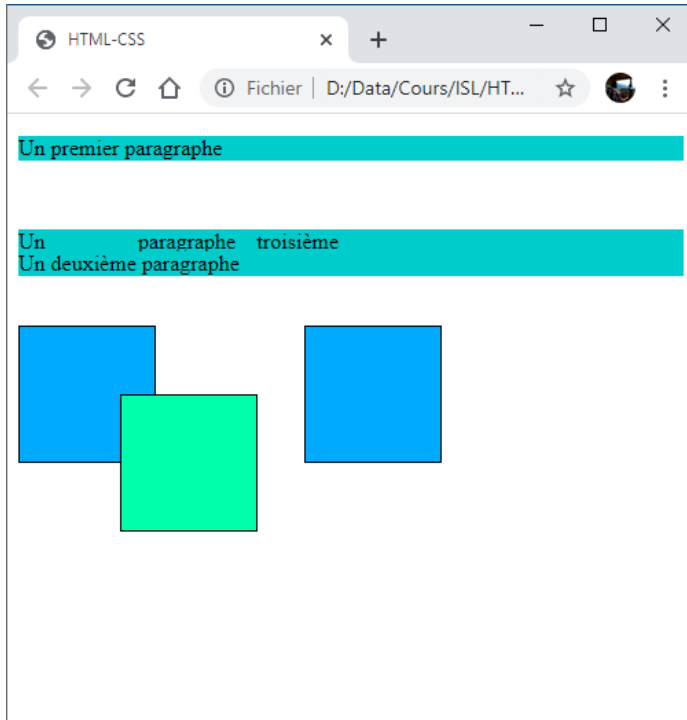 HTML-CSS
Fichier | D:/Data/Cours/ISL/HT...
Un premier paragraphe
Un paragraphe troisième
Un deuxième paragraphe